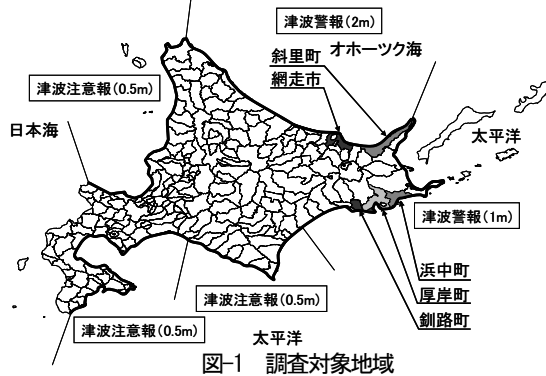 津波警報(2m)
オホーツク海
斜里町
網走市
津波注意報(0.5m)
日本海
太平洋
津波警報(1m)
浜中町
厚岸町
釧路町
津波注意報(0.5m)
津波注意報(0.5m)
太平洋
図-1　調査対象地域